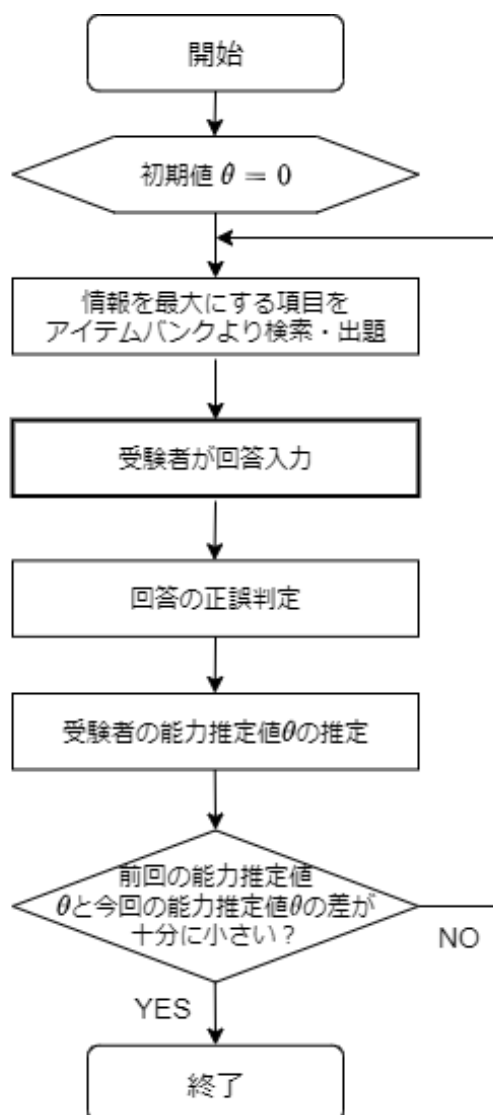 開始
初期値 θ = 0
情報を最大にする項目を
アイテムバンクより検索・出題
受験者が回答入力
回答の正誤判定
受験者の能力推定値θの推定
前回の能力推定値
θと今回の能力推定値θの差が
十分に小さい？
NO
YES
終了